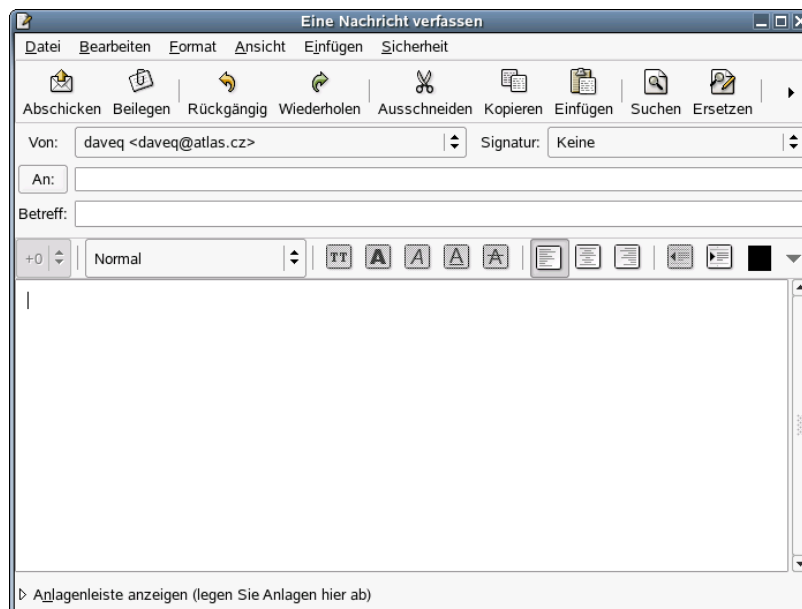 Eine Nachricht verfassen
Datei Bearbeiten Format Ansicht Einfügen Sicherheit
Abschicken Beilegen Rückgängig Wiederholen Ausschneiden Kopieren Einfügen Suchen Ersetzen
Von: daveq <daveq@atlas.cz> Signatur: Keine
An:
Betreff:
+0 Normal TT A A A A
Anlagenleiste anzeigen (legen Sie Anlagen hier ab)